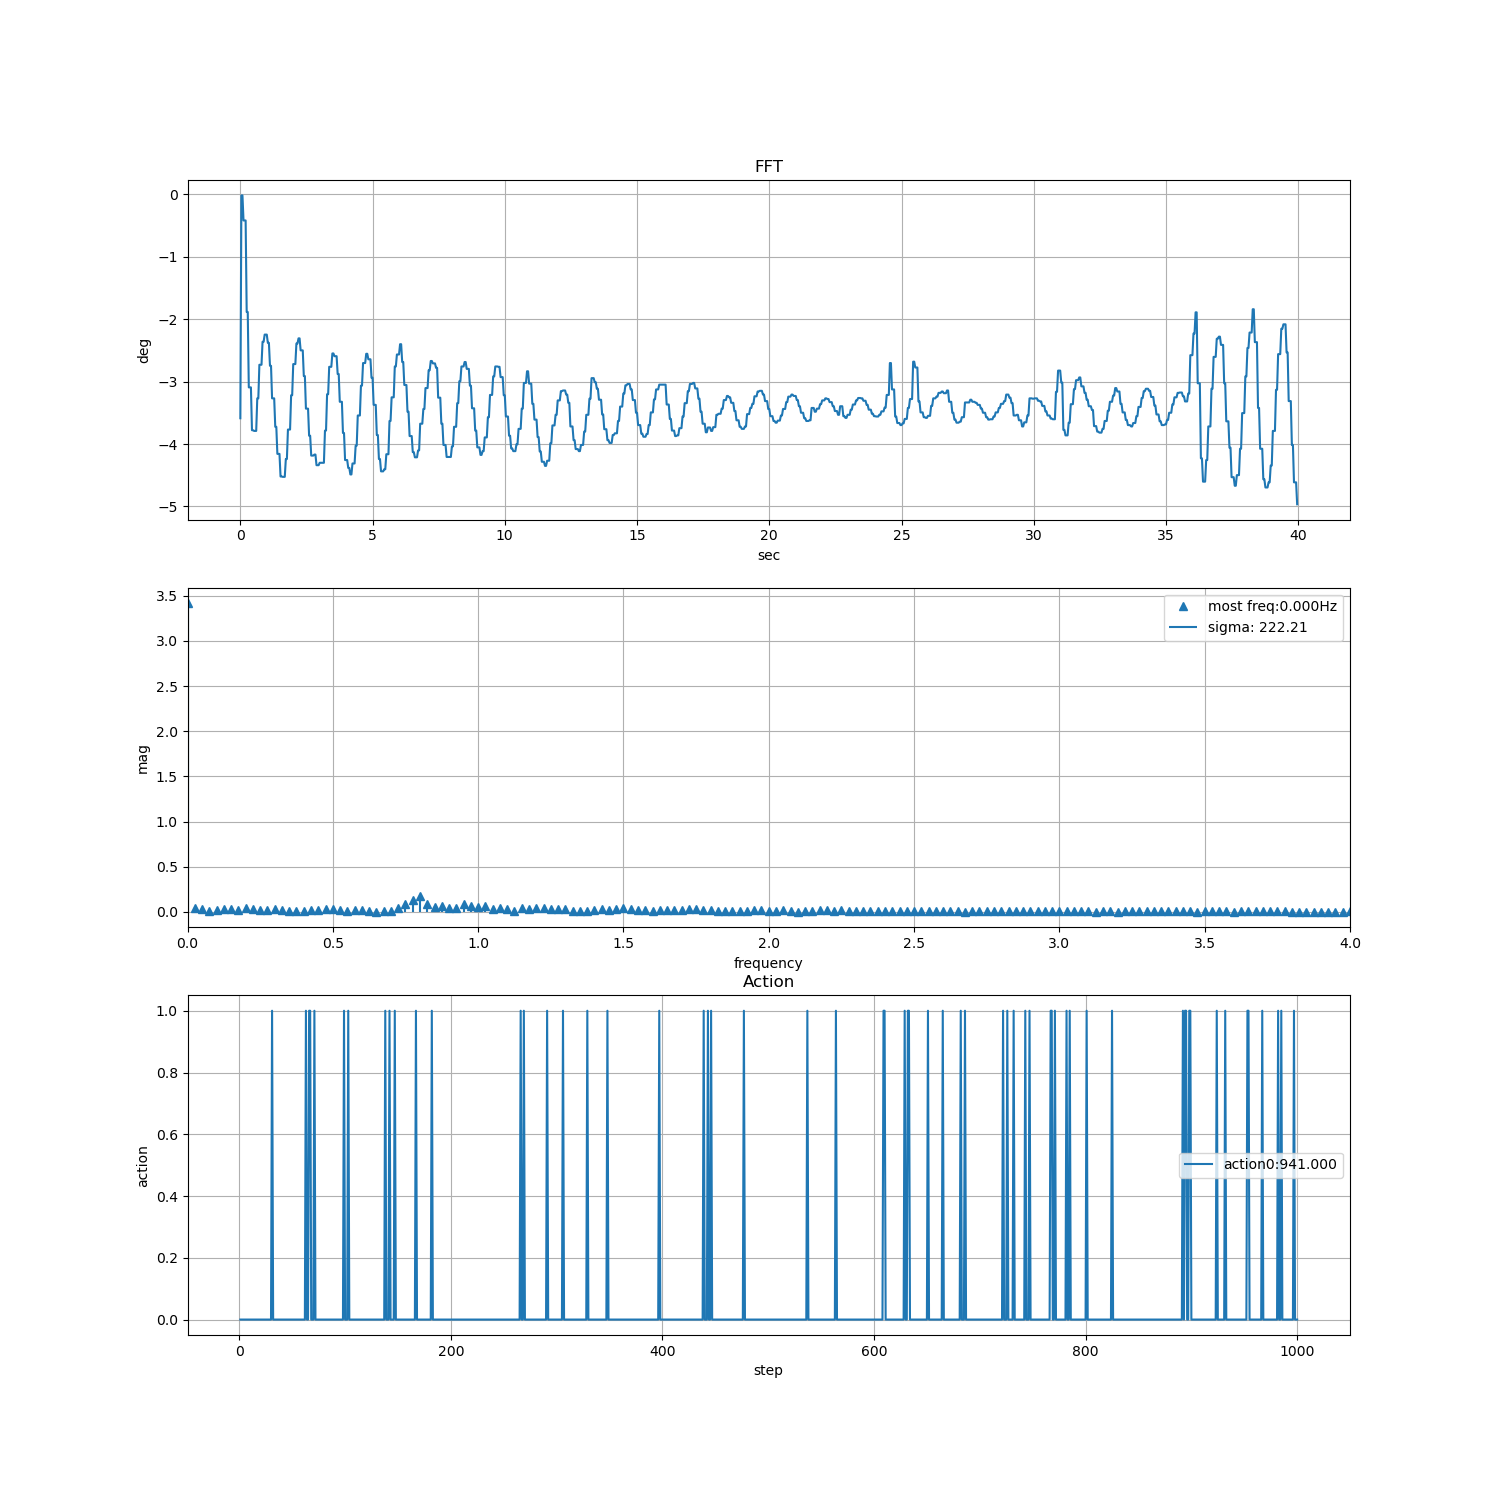 FFT
0
−1
−2
−3
−4
−5
deg
0 5 10 15 20 25 30 35 40
sec
3.5
3.0
2.5
2.0
1.5
1.0
0.5
0.0
mag
most freq:0.000Hz
sigma: 222.21
0.0 0.5 1.0 1.5 2.0 2.5 3.0 3.5 4.0
frequency
Action
1.0
0.8
0.6
0.4
0.2
0.0
action
action0:941.000
0 200 400 600 800 1000
step